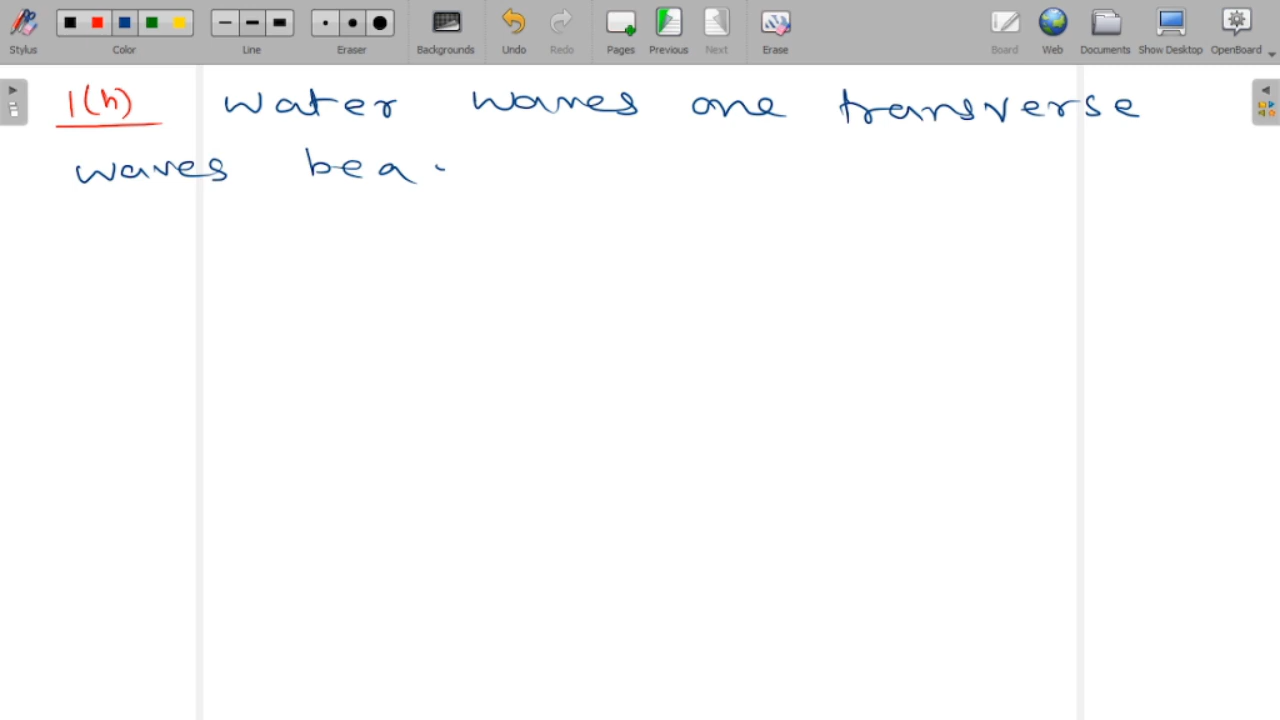 Stylus Color Line Eraser Backgrounds Undo Redo Pages Previous Next Erase Board Web Documents Show Desktop OpenBoard
1(h) water waves are transverse
waves bea